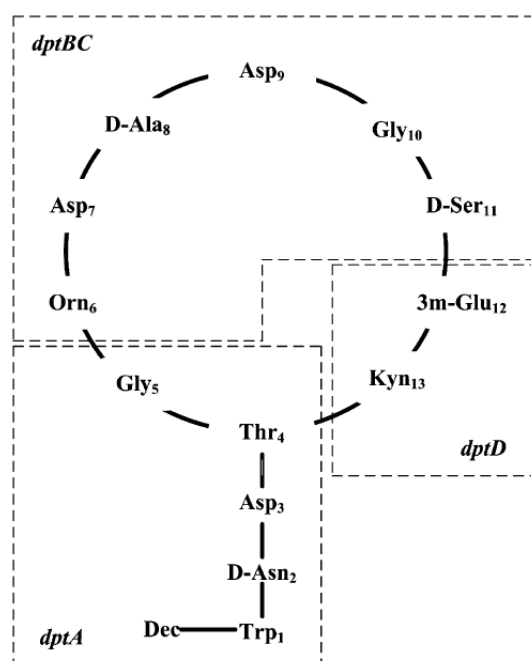 dptBC
Asp₉
D-Ala₈
Gly₁₀
Asp₇
D-Ser₁₁
Orn₆
3m-Glu₁₂
Gly₅
Kyn₁₃
Thr₄
dptD
Asp₃
D-Asn₂
dptA
Dec
Trp₁